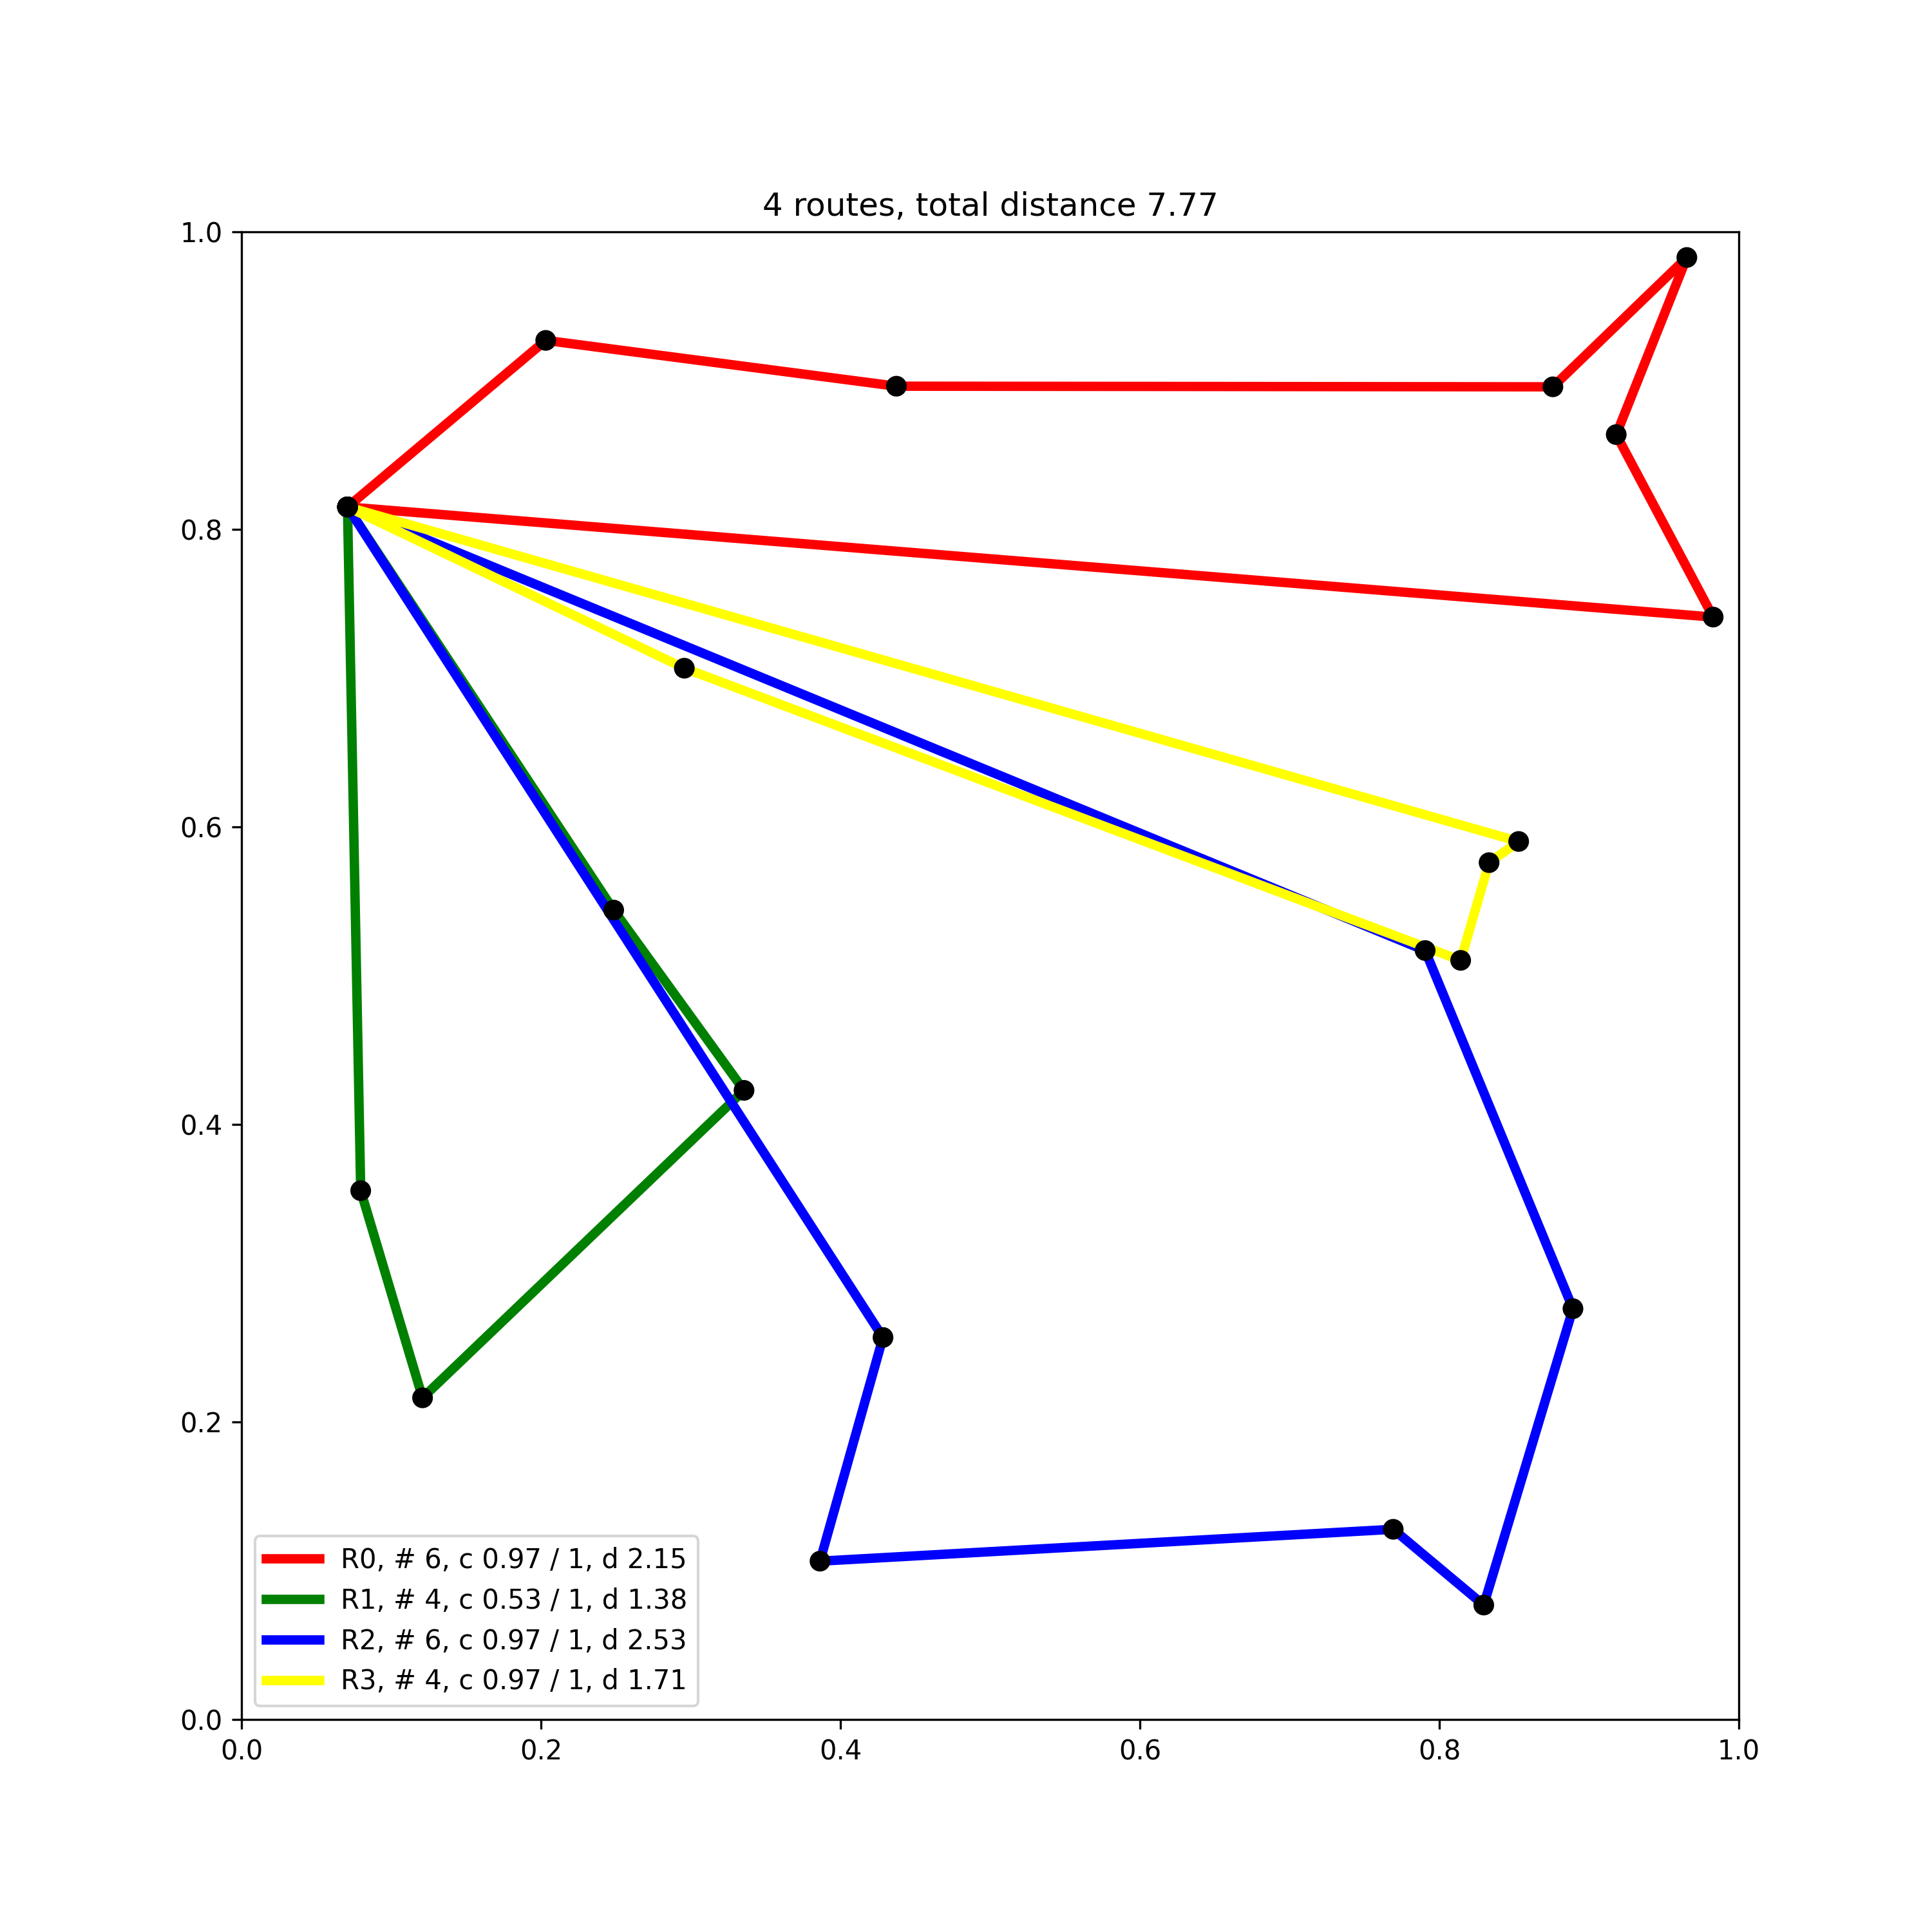 4 routes, total distance 7.77
1.0
0.8
0.6
0.4
0.2
0.0
R0, # 6, c 0.97 / 1, d 2.15
R1, # 4, c 0.53 / 1, d 1.38
R2, # 6, c 0.97 / 1, d 2.53
R3, # 4, c 0.97 / 1, d 1.71
0.0 0.2 0.4 0.6 0.8 1.0